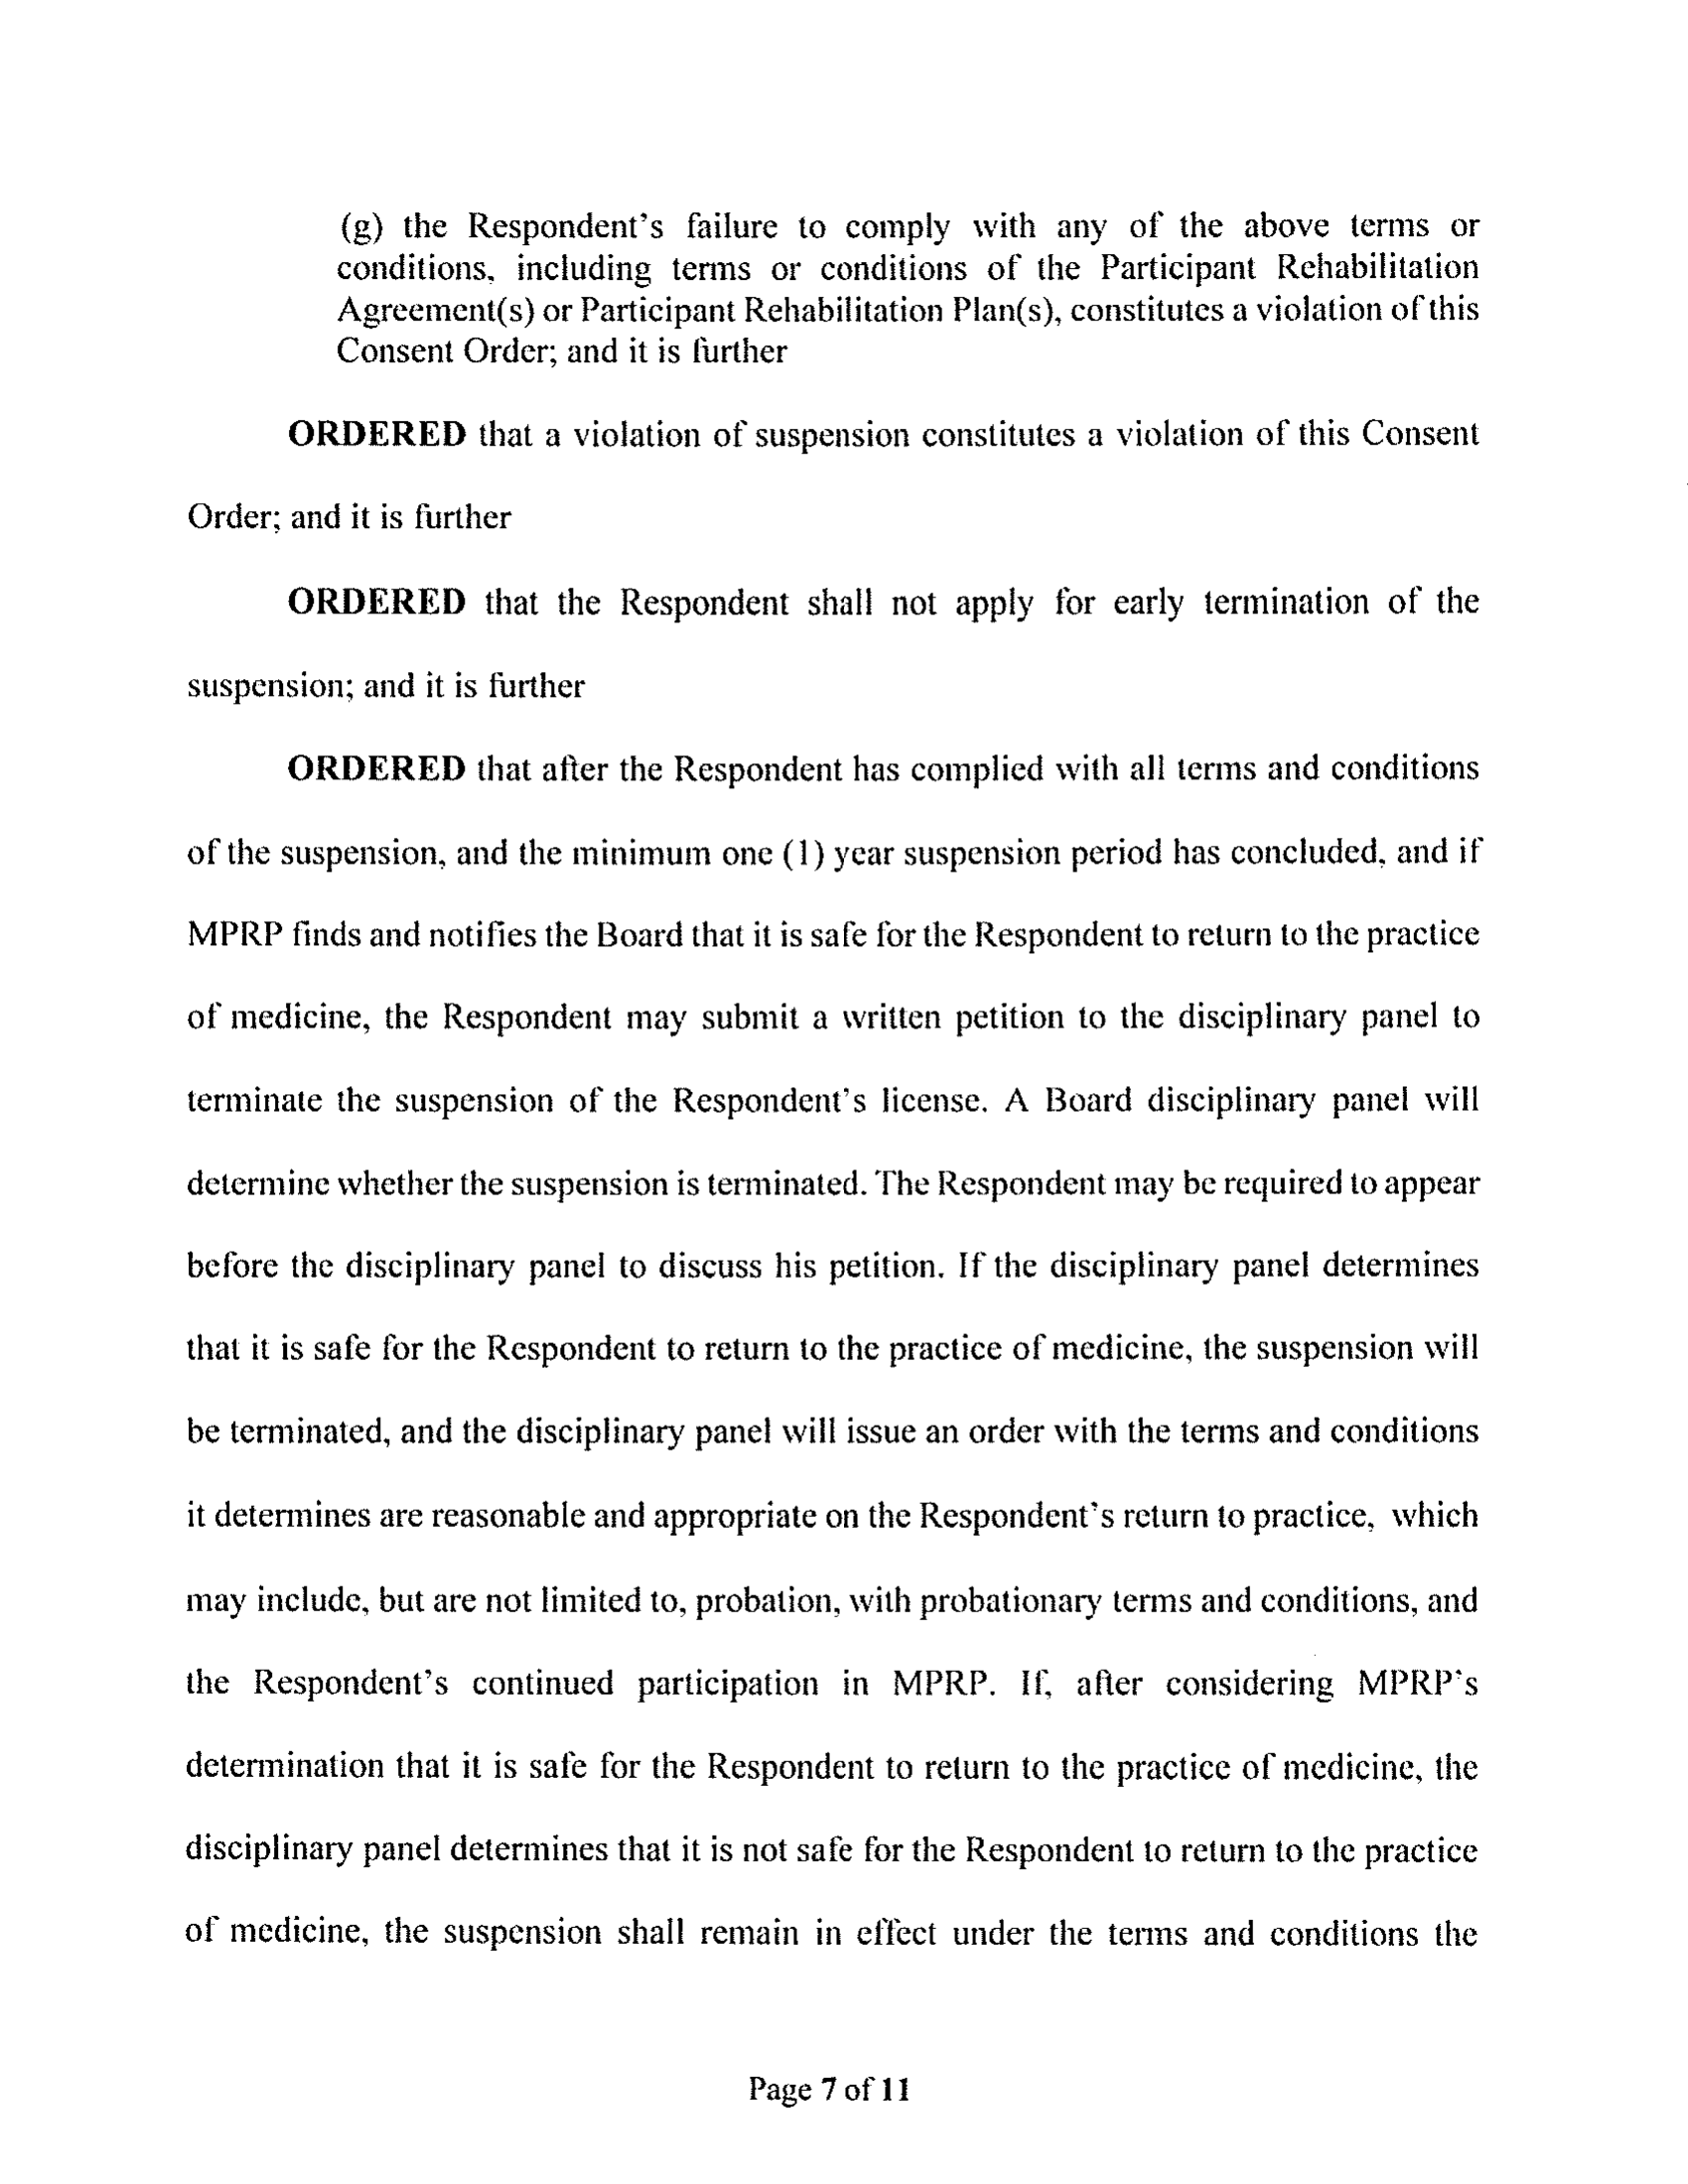 (g) the Respondent's failure to comply with any of the above terms or
conditions, including terms or conditions of the Participant Rehabilitation
Agreement(s) or Participant Rehabilitation Plan(s), constitutes a violation of this
Consent Order; and it is further
ORDERED that a violation of suspension constitutes a violation of this Consent
Order; and it is further
ORDERED that the Respondent shall not apply for early termination of the
suspension; and it is further
ORDERED that after the Respondent has complied with all terms and conditions
of the suspension, and the minimum one (1) year suspension period has concluded, and if
MPRP finds and notifies the Board that it is safe for the Respondent to return to the practice
of medicine, the Respondent may submit a written petition to the disciplinary panel to
terminate the suspension of the Respondent's license. A Board disciplinary panel will
determine whether the suspension is terminated. The Respondent may be required to appear
before the disciplinary panel to discuss his petition. If the disciplinary panel determines
that it is safe for the Respondent to return to the practice of medicine, the suspension will
be terminated, and the disciplinary panel will issue an order with the terms and conditions
it determines are reasonable and appropriate on the Respondent's return to practice, which
may include, but are not limited to, probation, with probationary terms and conditions, and
the Respondent's continued participation in MPRP. If, after considering MPRP's
determination that it is safe for the Respondent to return to the practice of medicine, the
disciplinary panel determines that it is not safe for the Respondent to return to the practice
of medicine, the suspension shall remain in effect under the terms and conditions the
Page 7 of 11